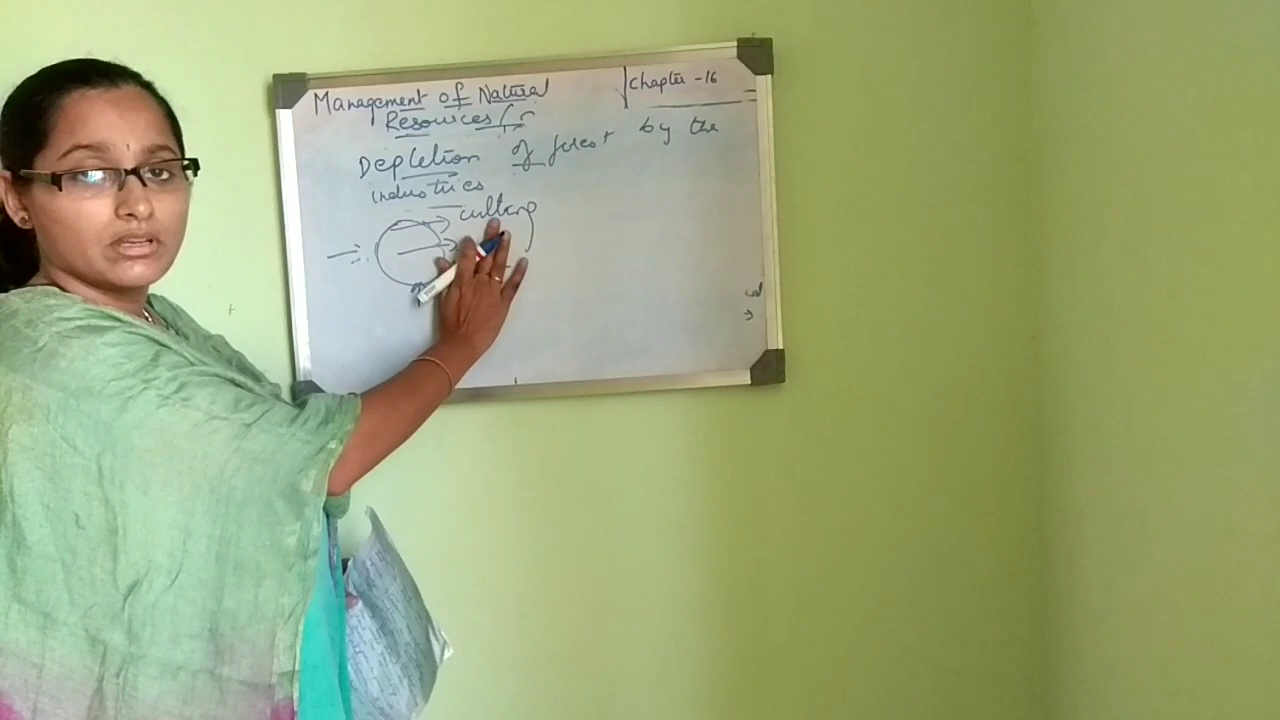 Management of Natural
Chapter - 16
Resources
Depletion of forest by the
industries
cutting